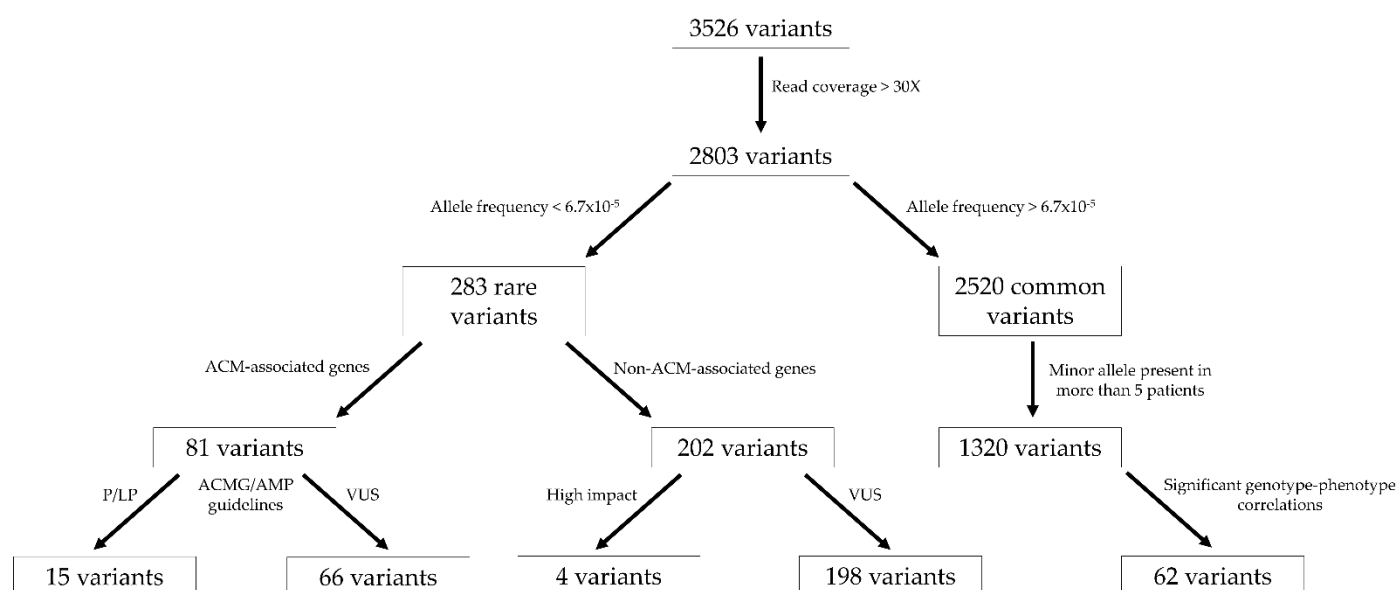 3526 variants
Read coverage > 30X
2803 variants
Allele frequency < 6.7x10⁻⁵
Allele frequency > 6.7x10⁻⁵
283 rare
variants
2520 common
variants
ACM-associated genes
Non-ACM-associated genes
Minor allele present in
more than 5 patients
81 variants
202 variants
1320 variants
P/LP
ACMG/AMP
guidelines
VUS
High impact
VUS
Significant genotype-phenotype
correlations
15 variants
66 variants
4 variants
198 variants
62 variants